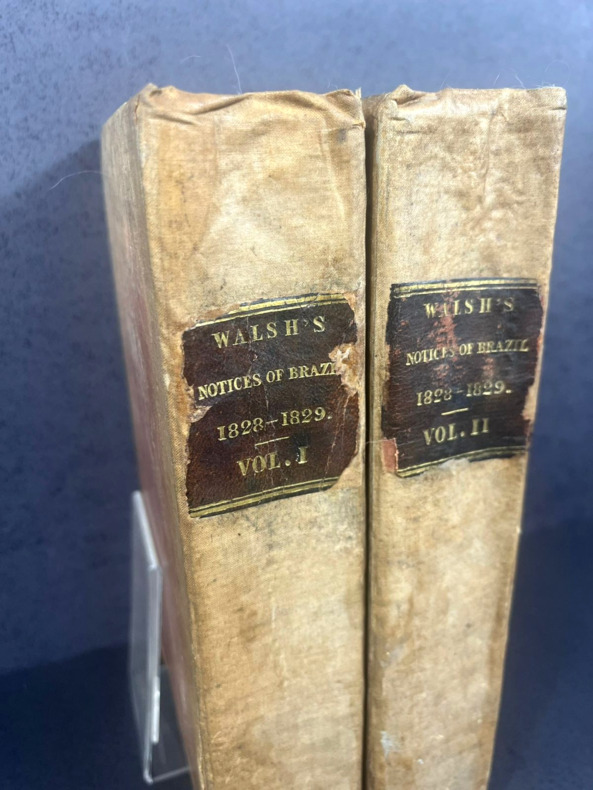 WALSH'S
NOTICES OF BRAZIL
1828-1829.
VOL. I
WALSH'S
NOTICES OF BRAZIL
1828-1829.
VOL. II